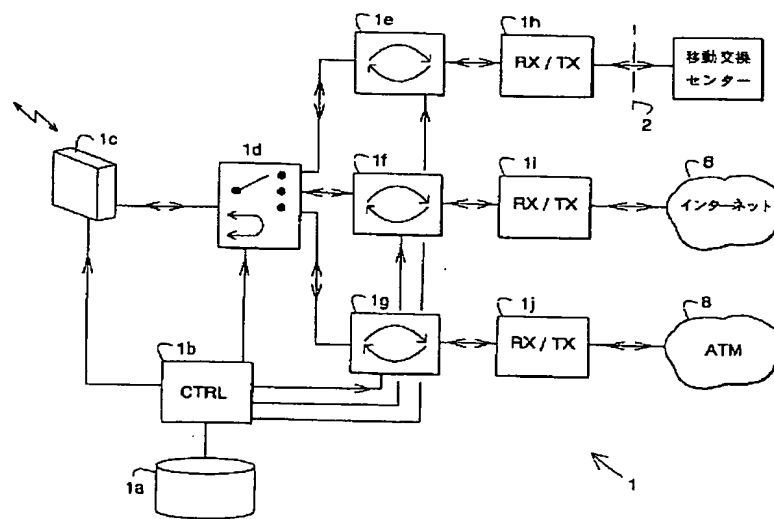 1e
1h
RX / TX
移動交換
センター
2
1c
1d
1f
1i
RX / TX
8
インターネット
1g
1j
RX / TX
8
ATM
1b
CTRL
1a
1